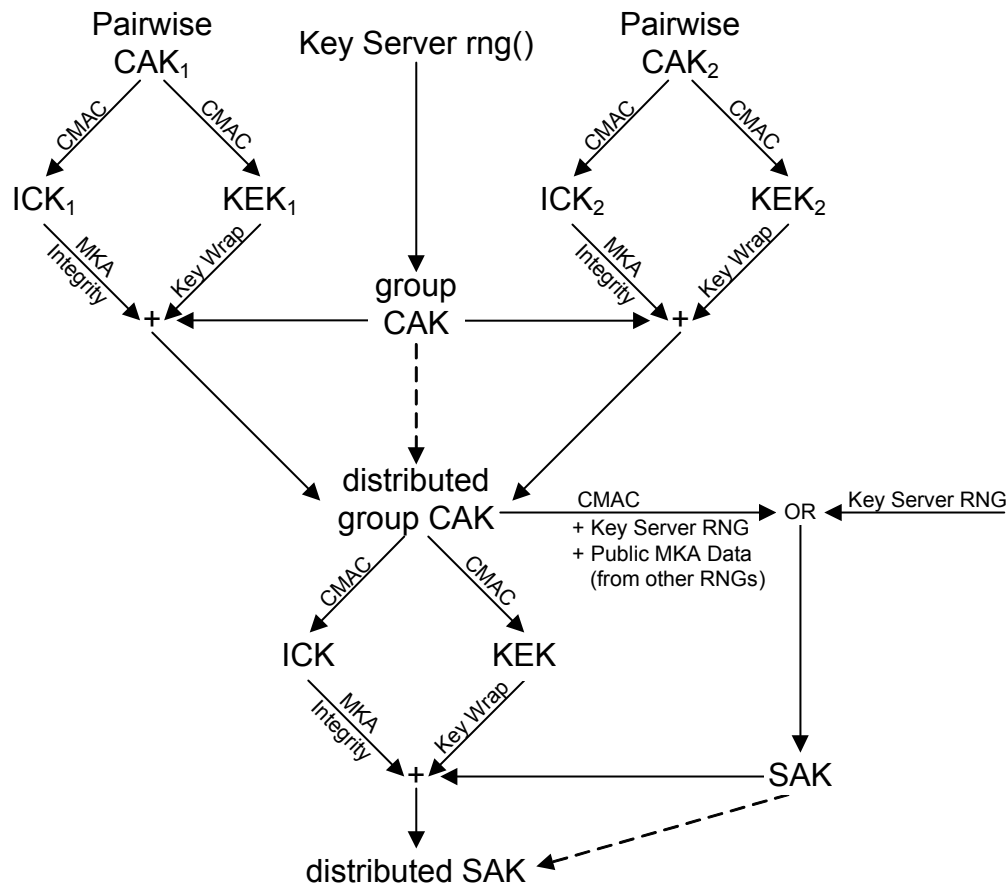 Pairwise
CAK1
Key Server rng()
Pairwise
CAK2
CMAC
CMAC
CMAC
CMAC
ICK1
KEK1
ICK2
KEK2
MKA
Integrity
Key Wrap
MKA
Integrity
Key Wrap
group
CAK
+
+
distributed
group CAK
CMAC
+ Key Server RNG
+ Public MKA Data
(from other RNGs)
OR
Key Server RNG
CMAC
CMAC
ICK
KEK
MKA
Integrity
Key Wrap
+
SAK
distributed SAK